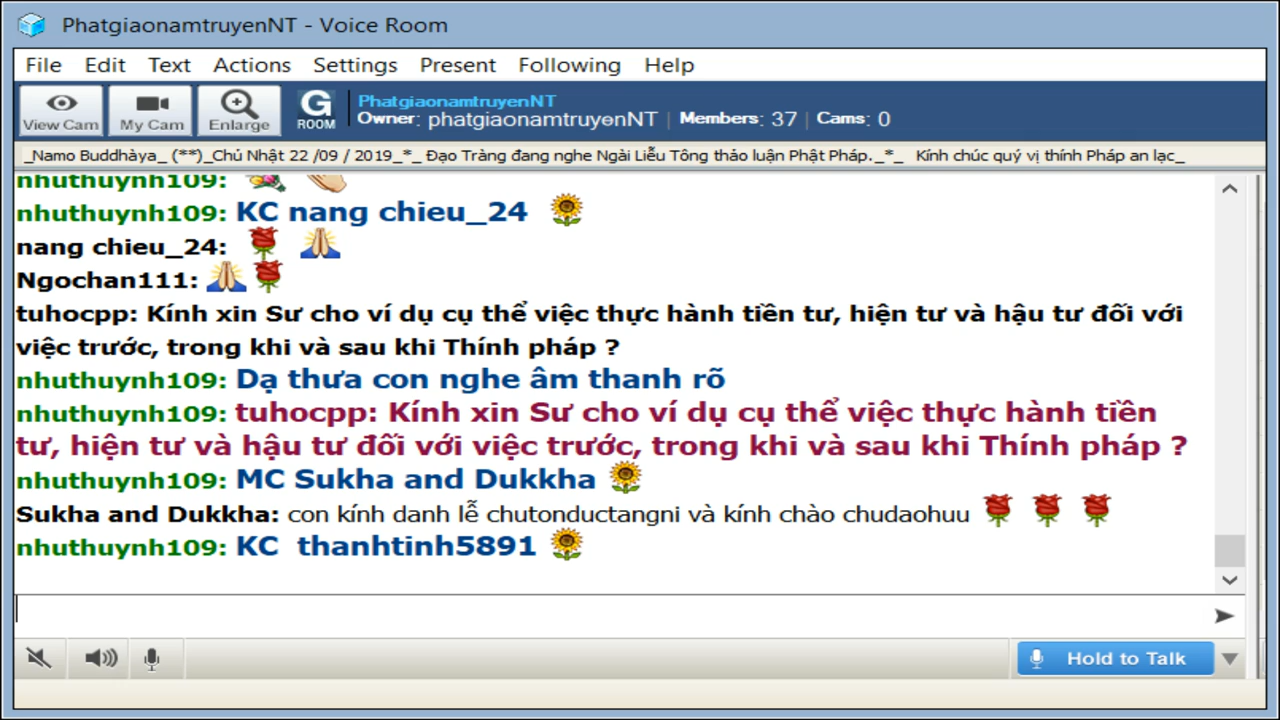 PhatgiaonamtruyenNT - Voice Room
File Edit Text Actions Settings Present Following Help
View Cam My Cam Enlarge G ROOM
PhatgiaonamtruyenNT
Owner: phatgiaonamtruyenNT | Members: 37 | Cams: 0
_Namo Buddhàya_ (**)_Chủ Nhật 22 /09 / 2019_*_ Đạo Tràng đang nghe Ngài Liễu Tông thảo luận Phật Pháp._*_ Kính chúc quý vị thính Pháp an lạc_
nhuthuynh109:
nhuthuynh109: KC nang chieu_24
nang chieu_24:
Ngochan111:
tuhocpp: Kính xin Sư cho ví dụ cụ thể việc thực hành tiền tư, hiện tư và hậu tư đối với
việc trước, trong khi và sau khi Thính pháp ?
nhuthuynh109: Dạ thưa con nghe âm thanh rõ
nhuthuynh109: tuhocpp: Kính xin Sư cho ví dụ cụ thể việc thực hành tiền
tư, hiện tư và hậu tư đối với việc trước, trong khi và sau khi Thính pháp ?
nhuthuynh109: MC Sukha and Dukkha
Sukha and Dukkha: con kính danh lễ chutonductangni và kính chào chudaohuu
nhuthuynh109: KC thanhtinh5891
Hold to Talk